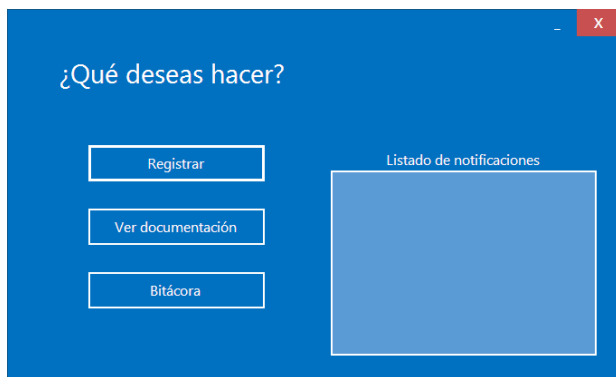 _ X
¿Qué deseas hacer?
Registrar
Ver documentación
Bitácora
Listado de notificaciones